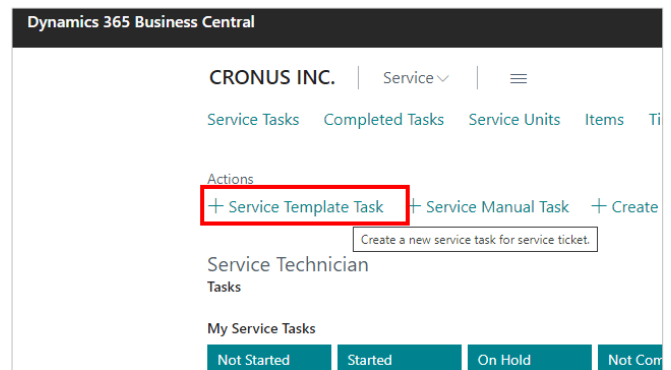 Dynamics 365 Business Central
CRONUS INC. Service
Service Tasks Completed Tasks Service Units Items
Actions
+ Service Template Task + Service Manual Task + Create
Create a new service task for service ticket.
Service Technician
Tasks
My Service Tasks
Not Started Started On Hold Not